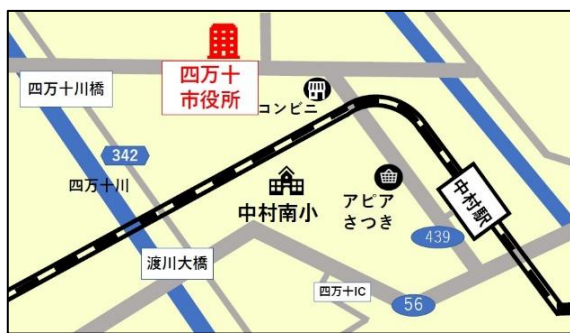 四万十
市役所
四万十川橋
コンビニ
342
四万十川
中村南小
アピア
さつき
中村駅
439
渡川大橋
四万十IC
56